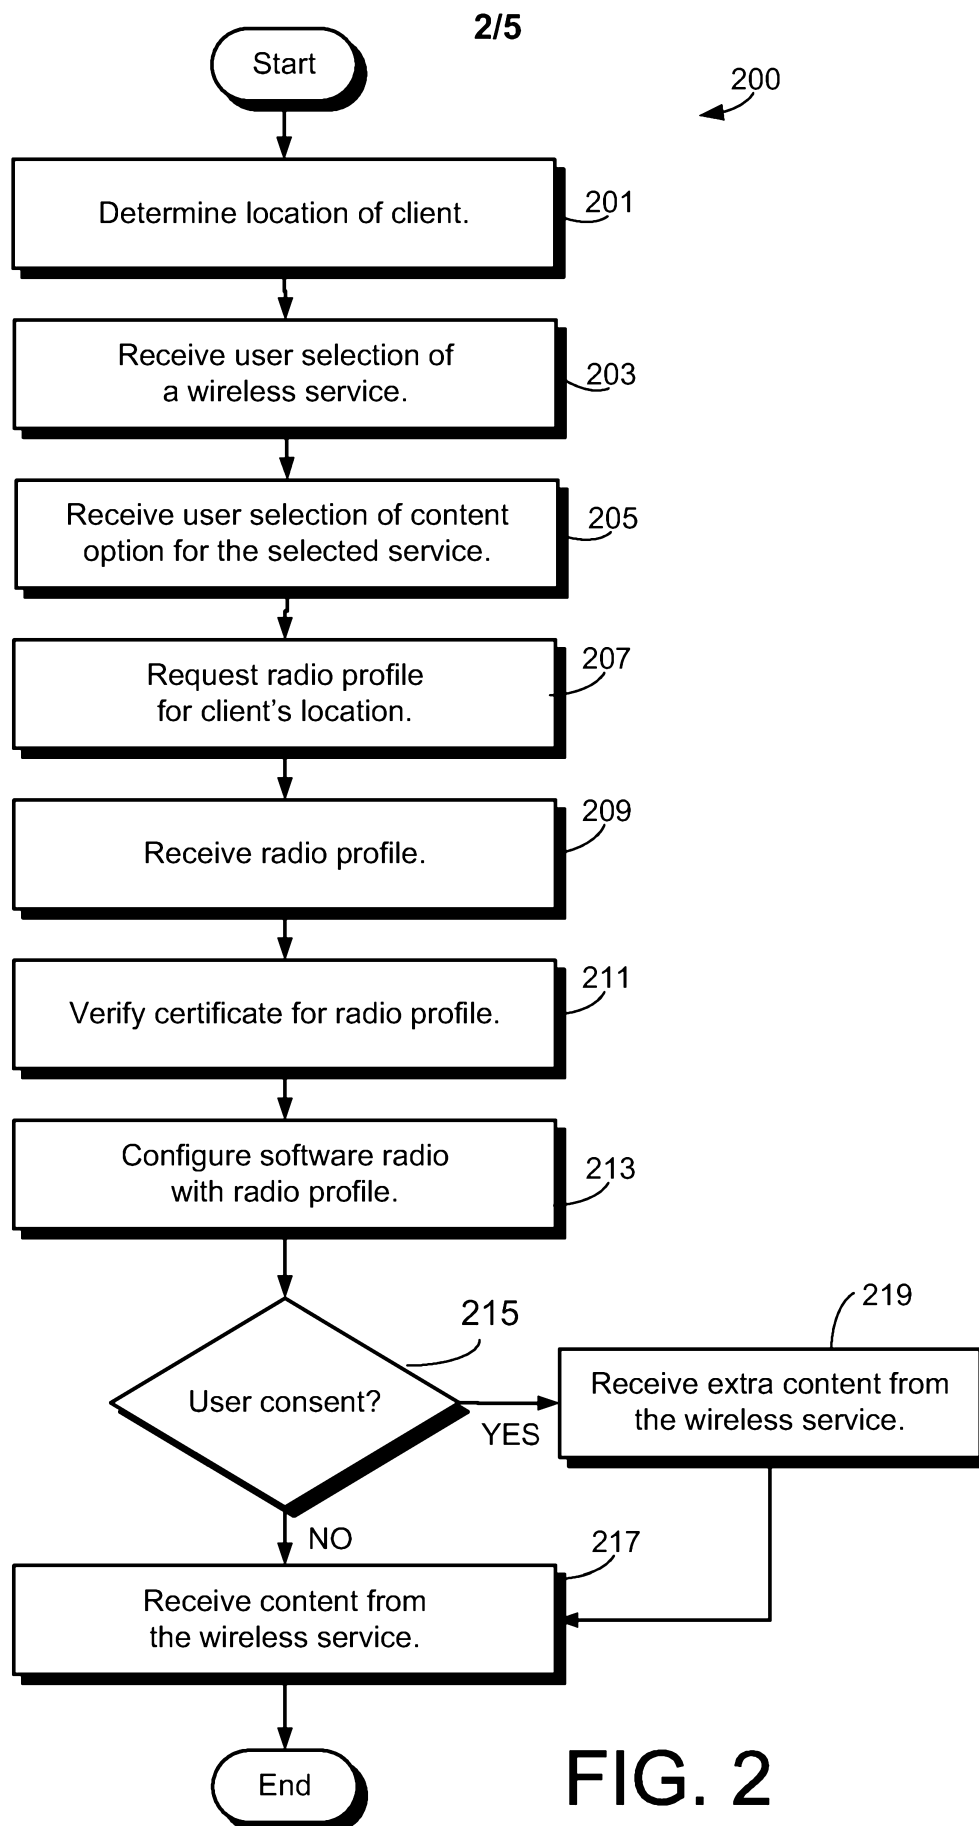 2/5
Start
200
Determine location of client.
201
Receive user selection of
a wireless service.
203
Receive user selection of content
option for the selected service.
205
Request radio profile
for client's location.
207
Receive radio profile.
209
Verify certificate for radio profile.
211
Configure software radio
with radio profile.
213
User consent?
215
YES
219
Receive extra content from
the wireless service.
NO
217
Receive content from
the wireless service.
End
FIG. 2